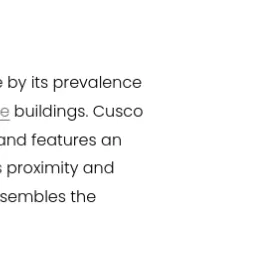 e by its prevalence
e buildings. Cusco
and features an
s proximity and
sembles the